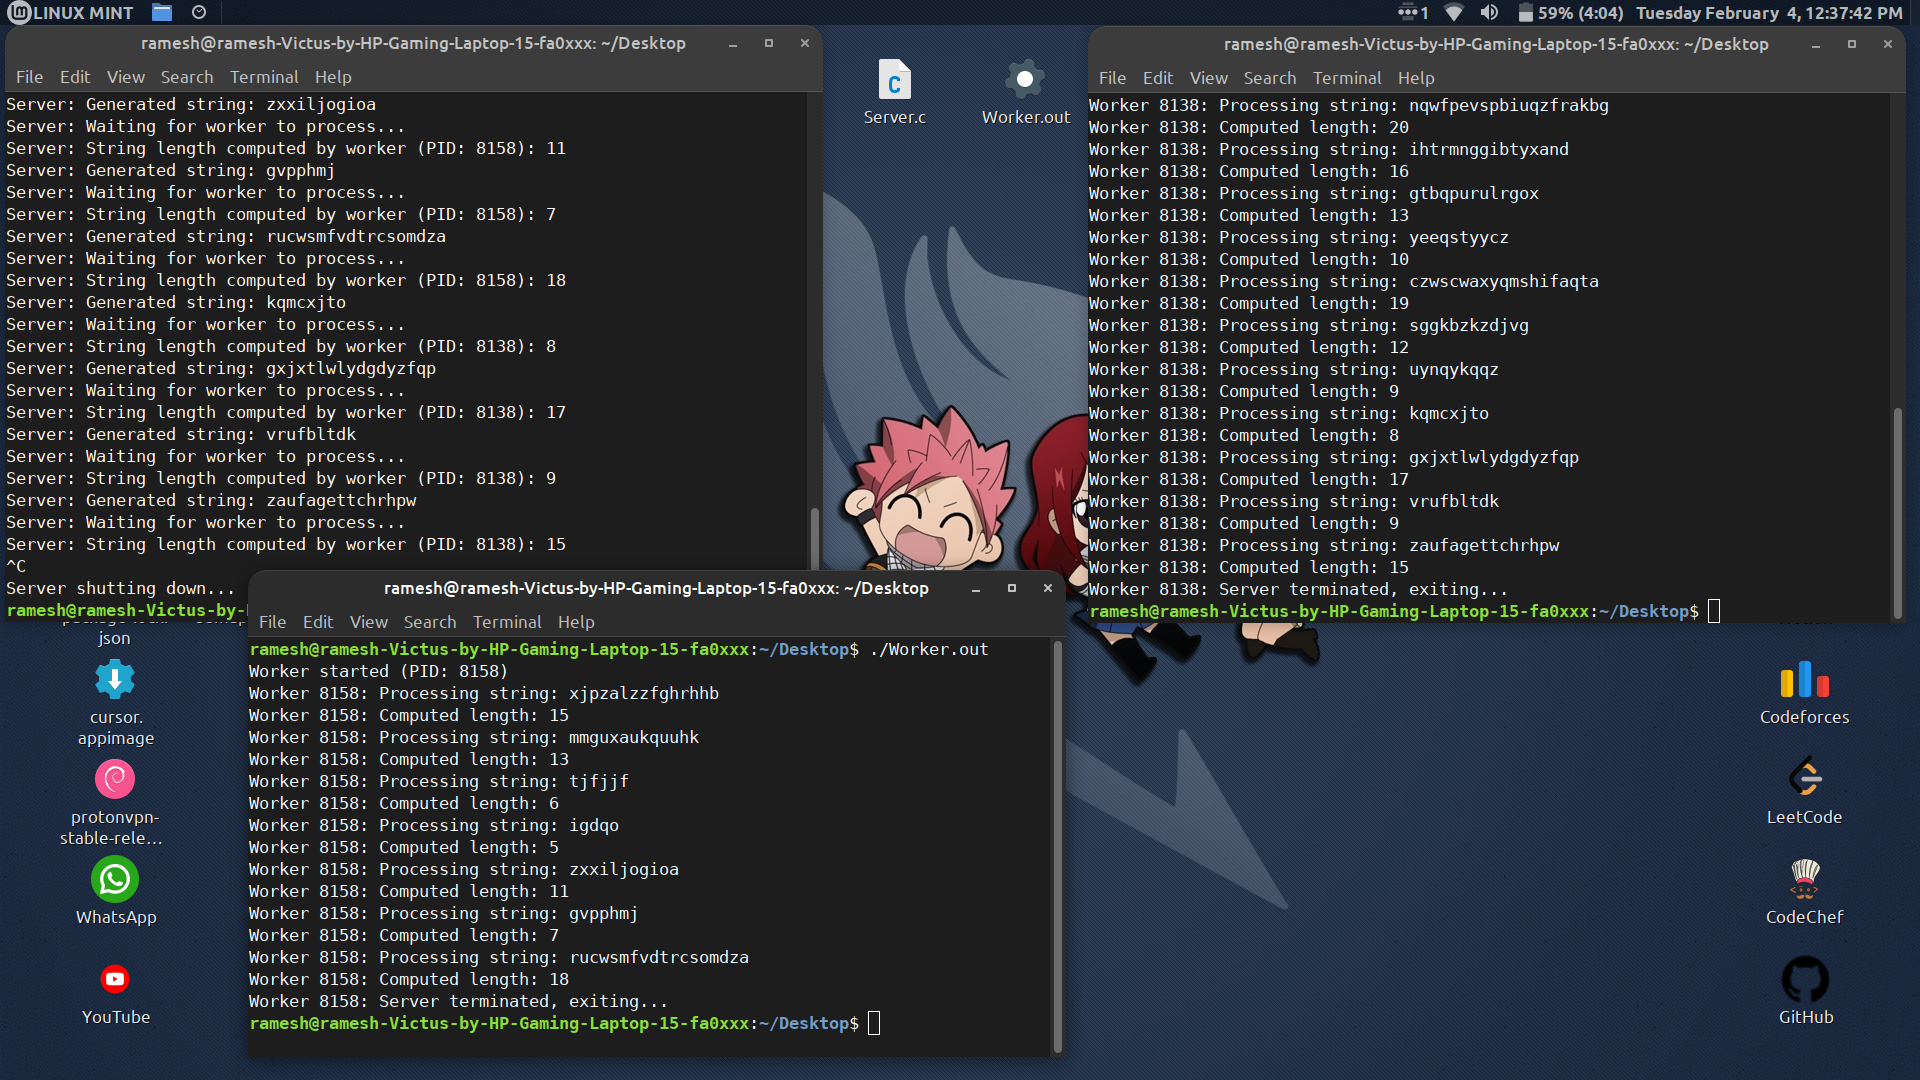 LINUX MINT
1
59% (4:04)
Tuesday February 4, 12:37:42 PM
ramesh@ramesh-Victus-by-HP-Gaming-Laptop-15-fa0xxx: ~/Desktop
File Edit View Search Terminal Help
Server: Generated string: zxxiljogioa
Server: Waiting for worker to process...
Server: String length computed by worker (PID: 8158): 11
Server: Generated string: gvpphmj
Server: Waiting for worker to process...
Server: String length computed by worker (PID: 8158): 7
Server: Generated string: rucwsmfvdtrcsomdza
Server: Waiting for worker to process...
Server: String length computed by worker (PID: 8158): 18
Server: Generated string: kqmcxjto
Server: Waiting for worker to process...
Server: String length computed by worker (PID: 8138): 8
Server: Generated string: gxjxtlwlydgdyzfqp
Server: Waiting for worker to process...
Server: String length computed by worker (PID: 8138): 17
Server: Generated string: vrufbltdk
Server: Waiting for worker to process...
Server: String length computed by worker (PID: 8138): 9
Server: Generated string: zaufagettchrhpw
Server: Waiting for worker to process...
Server: String length computed by worker (PID: 8138): 15
^C
Server shutting down...
ramesh@ramesh-Victus-by-
Server.c
Worker.out
ramesh@ramesh-Victus-by-HP-Gaming-Laptop-15-fa0xxx: ~/Desktop
File Edit View Search Terminal Help
Worker 8138: Processing string: nqwfpevspbiuqzfrakbg
Worker 8138: Computed length: 20
Worker 8138: Processing string: ihtrmnggibtyxand
Worker 8138: Computed length: 16
Worker 8138: Processing string: gtbqpurulrgox
Worker 8138: Computed length: 13
Worker 8138: Processing string: yeeqstyycz
Worker 8138: Computed length: 10
Worker 8138: Processing string: czwscwaxyqmshifaqta
Worker 8138: Computed length: 19
Worker 8138: Processing string: sggkbzkzdjvg
Worker 8138: Computed length: 12
Worker 8138: Processing string: uynqykqqz
Worker 8138: Computed length: 9
Worker 8138: Processing string: kqmcxjto
Worker 8138: Computed length: 8
Worker 8138: Processing string: gxjxtlwlydgdyzfqp
Worker 8138: Computed length: 17
Worker 8138: Processing string: vrufbltdk
Worker 8138: Computed length: 9
Worker 8138: Processing string: zaufagettchrhpw
Worker 8138: Computed length: 15
Worker 8138: Server terminated, exiting...
ramesh@ramesh-Victus-by-HP-Gaming-Laptop-15-fa0xxx:~/Desktop$
ramesh@ramesh-Victus-by-HP-Gaming-Laptop-15-fa0xxx: ~/Desktop
File Edit View Search Terminal Help
ramesh@ramesh-Victus-by-HP-Gaming-Laptop-15-fa0xxx:~/Desktop$ ./Worker.out
Worker started (PID: 8158)
Worker 8158: Processing string: xjpzalzzfghrhhb
Worker 8158: Computed length: 15
Worker 8158: Processing string: mmguxaukquuhk
Worker 8158: Computed length: 13
Worker 8158: Processing string: tjfjjf
Worker 8158: Computed length: 6
Worker 8158: Processing string: igdqo
Worker 8158: Computed length: 5
Worker 8158: Processing string: zxxiljogioa
Worker 8158: Computed length: 11
Worker 8158: Processing string: gvpphmj
Worker 8158: Computed length: 7
Worker 8158: Processing string: rucwsmfvdtrcsomdza
Worker 8158: Computed length: 18
Worker 8158: Server terminated, exiting...
ramesh@ramesh-Victus-by-HP-Gaming-Laptop-15-fa0xxx:~/Desktop$
json
cursor.
appimage
protonvpn-
stable-rele...
WhatsApp
YouTube
Codeforces
LeetCode
CodeChef
GitHub